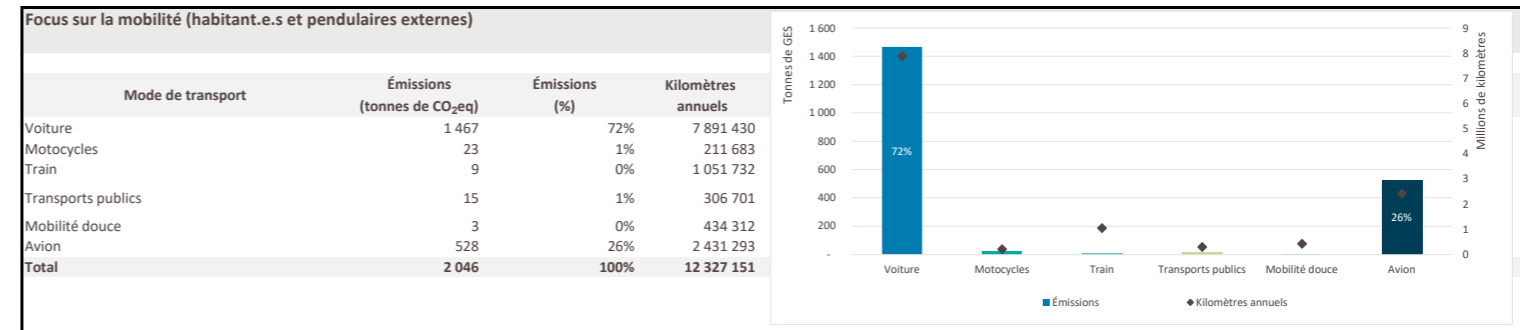 Focus sur la mobilité (habitant.e.s et pendulaires externes)
Mode de transport Émissions (tonnes de CO2eq) Émissions (%) Kilomètres annuels
Voiture 1 467 72% 7 891 430
Motocycles 23 1% 211 683
Train 9 0% 1 051 732
Transports publics 15 1% 306 701
Mobilité douce 3 0% 434 312
Avion 528 26% 2 431 293
Total 2 046 100% 12 327 151
Tonnes de GES
1 600
1 400
1 200
1 000
800
600
400
200
-
72%
26%
9
8
7
6
5
4
3
2
1
0
Millions de kilomètres
Voiture Motocycles Train Transports publics Mobilité douce Avion
Émissions Kilomètres annuels